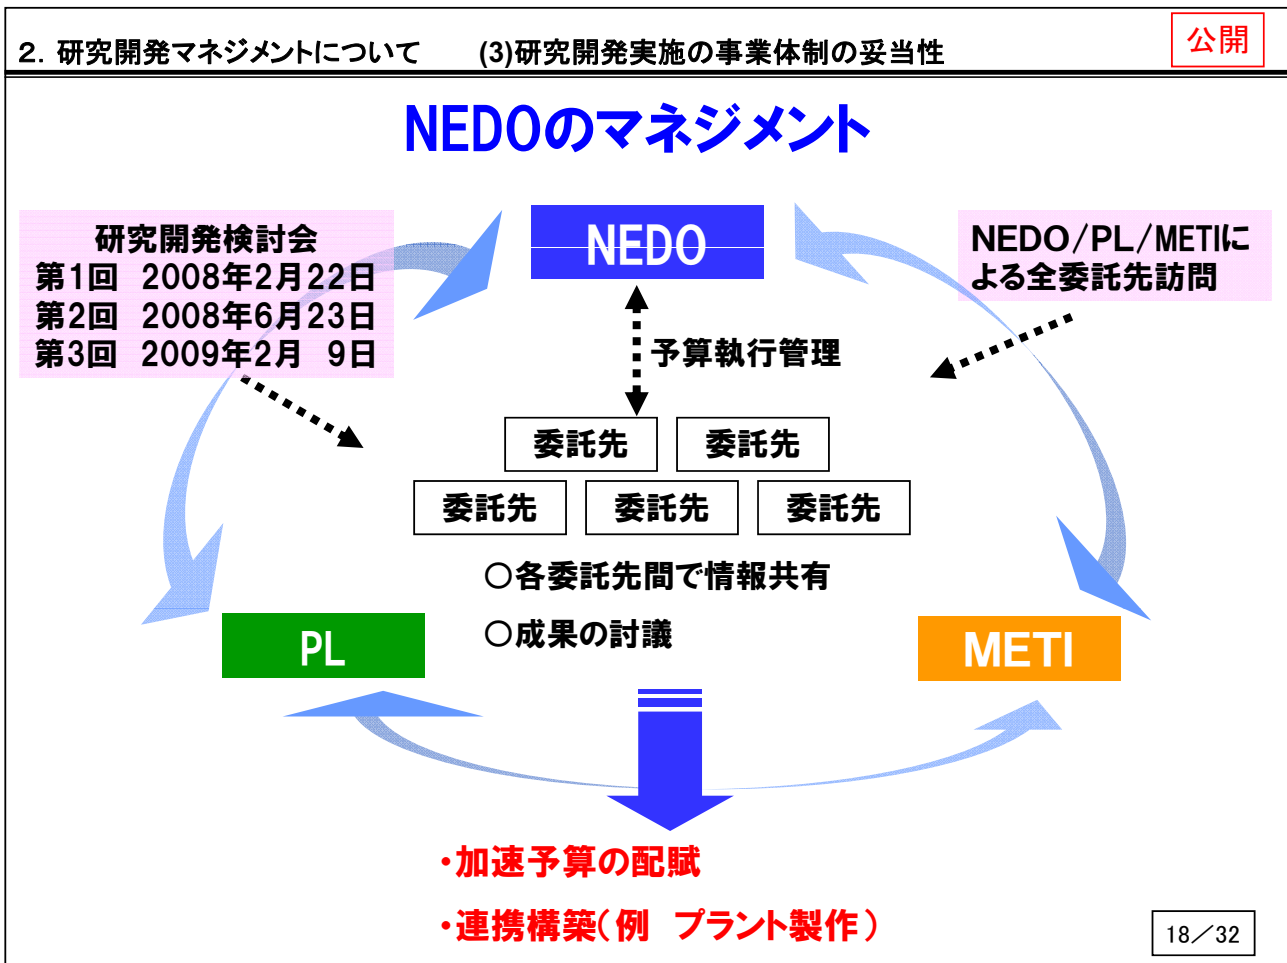 2. 研究開発マネジメントについて　(3)研究開発実施の事業体制の妥当性
公開
NEDOのマネジメント
研究開発検討会
第1回　2008年2月22日
第2回　2008年6月23日
第3回　2009年2月　9日
NEDO
NEDO/PL/METIに
よる全委託先訪問
予算執行管理
委託先　委託先
委託先　委託先　委託先
○各委託先間で情報共有
○成果の討議
PL
METI
・加速予算の配賦
・連携構築(例　プラント製作)
18／32